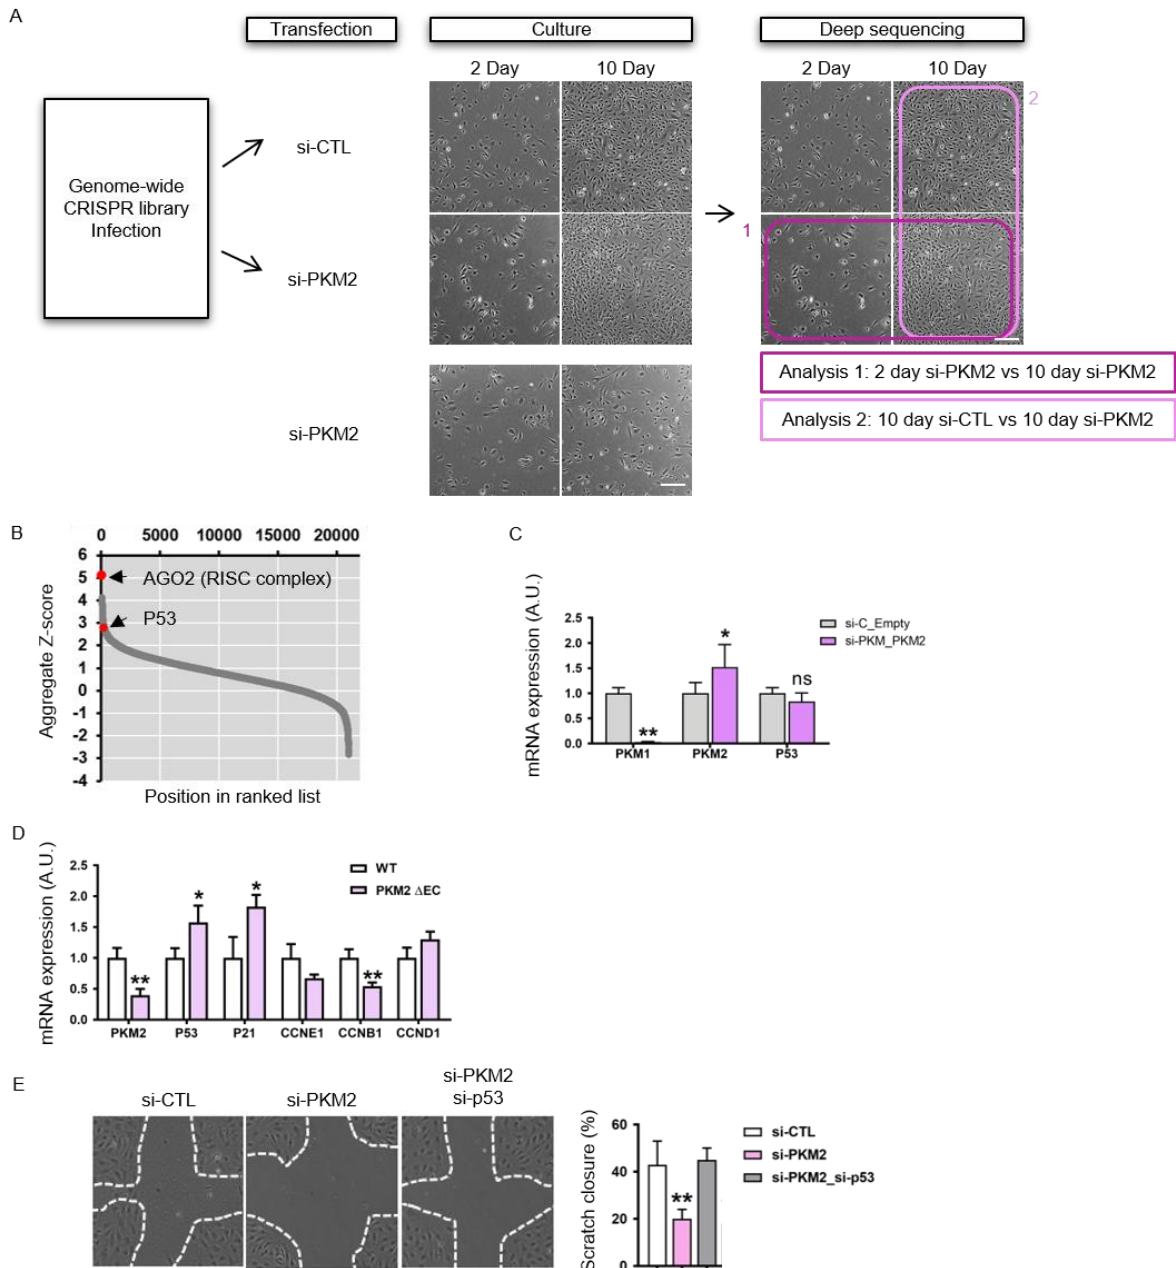 A
Transfection
Culture
Deep sequencing
2 Day
10 Day
2 Day
10 Day
2
Genome-wide
CRISPR library
Infection
si-CTL
si-PKM2
1
si-PKM2
Analysis 1: 2 day si-PKM2 vs 10 day si-PKM2
Analysis 2: 10 day si-CTL vs 10 day si-PKM2
B
0 5000 10000 15000 20000
6
5
4
3
2
1
0
-1
-2
-3
-4
Aggregate Z-score
AGO2 (RISC complex)
P53
Position in ranked list
C
mRNA expression (A.U.)
2.5
2.0
1.5
1.0
0.5
0.0
si-C_Empty
si-PKM_PKM2
**
*
ns
PKM1 PKM2 P53
D
mRNA expression (A.U.)
2.5
2.0
1.5
1.0
0.5
0.0
WT
PKM2 ΔEC
**
*
*
**
PKM2 P53 P21 CCNE1 CCNB1 CCND1
E
si-CTL
si-PKM2
si-PKM2
si-p53
Scratch closure (%)
60
40
20
0
**
si-CTL
si-PKM2
si-PKM2_si-p53